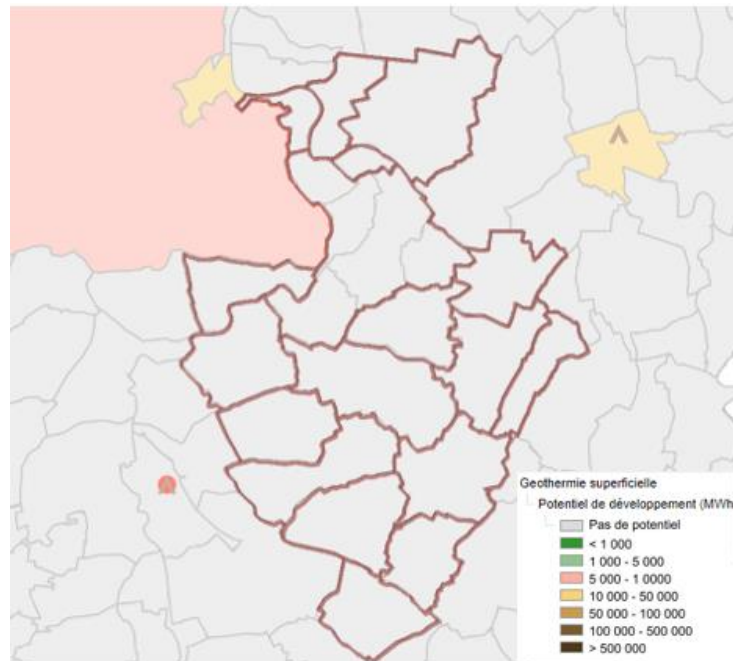 Geothermie superficielle
Potentiel de développement (MWh
Pas de potentiel
< 1 000
1 000 - 5 000
5 000 - 1 0000
10 000 - 50 000
50 000 - 100 000
100 000 - 500 000
> 500 000